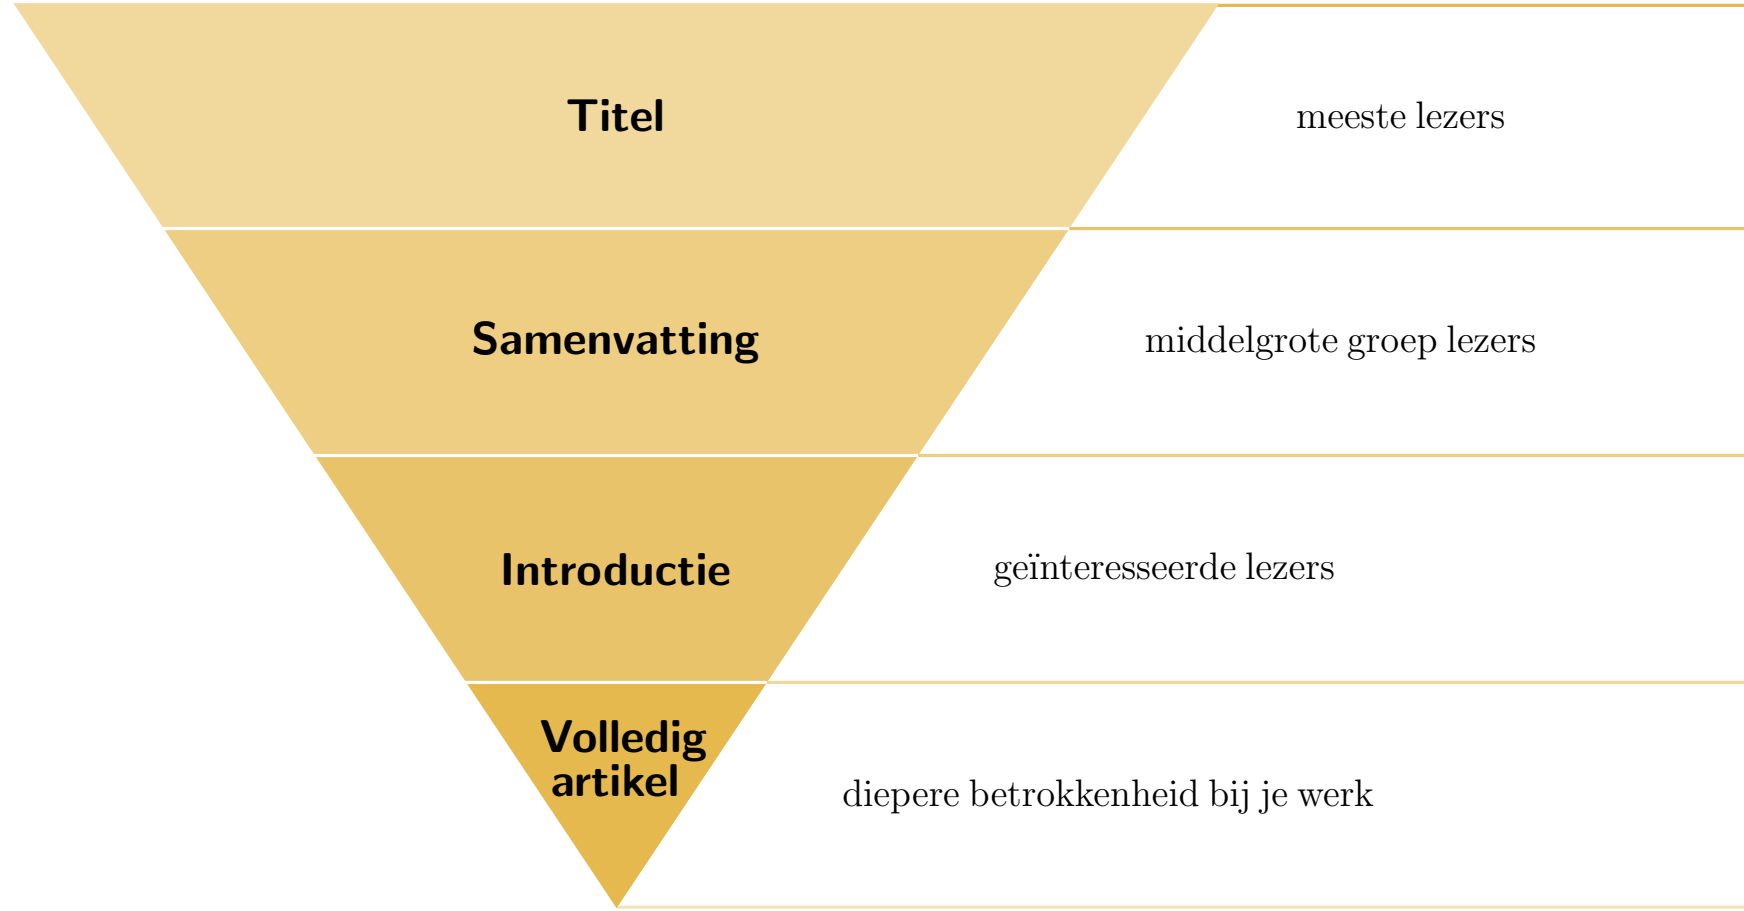 Titel
meeste lezers
Samenvatting
middelgrote groep lezers
Introductie
geïnteresseerde lezers
Volledig
artikel
diepere betrokkenheid bij je werk